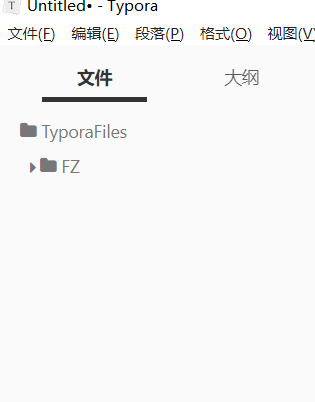 T Untitled• - Typora
文件(F) 编辑(E) 段落(P) 格式(O) 视图(V)
文件 大纲
TyporaFiles
FZ